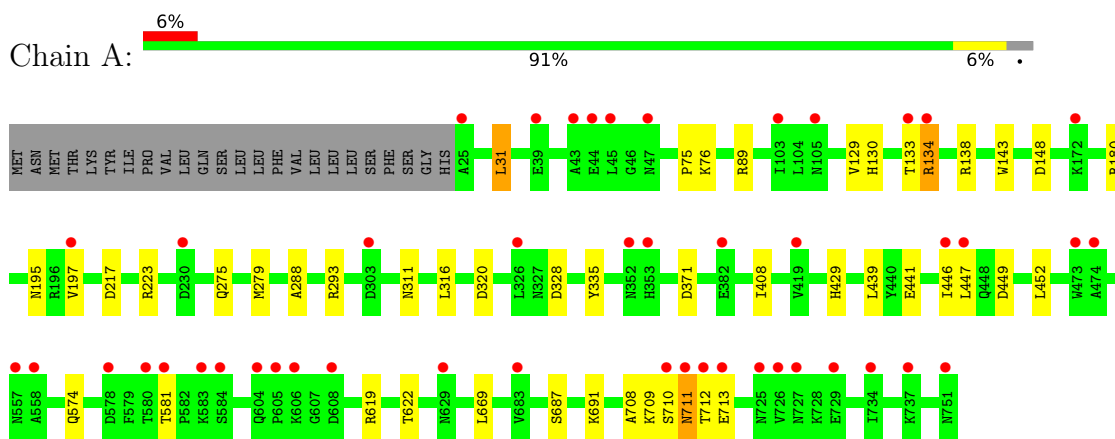 6%
Chain A:
91% 6% •
MET ASN MET THR LYS TYR ILE PRO VAL LEU GLN SER LEU LEU PHE VAL LEU LEU LEU SER PHE SER GLY HIS A25 L31 E39 A43 E44 L45 G46 N47 P75 K76 R89 I103 L104 N105 V129 H130 T133 R134 R138 W143 D148 K172
N195 R196 V197 D217 R223 D230 Q275 M279 A288 R293 D303 N311 L316 D320 L326 N327 D328 Y335 N352 H353 D371 E382 I408 V419 H429 L439 Y440 E441 I446 L447 Q448 D449 L452 W473 A474
N557 A558 Q574 D578 F579 T580 T581 P582 K583 S584 Q604 P605 K606 G607 D608 R619 T622 N629 L669 V683 S687 K691 A708 K709 S710 N711 T712 E713 N725 V726 N727 K728 E729 I734 K737 N751